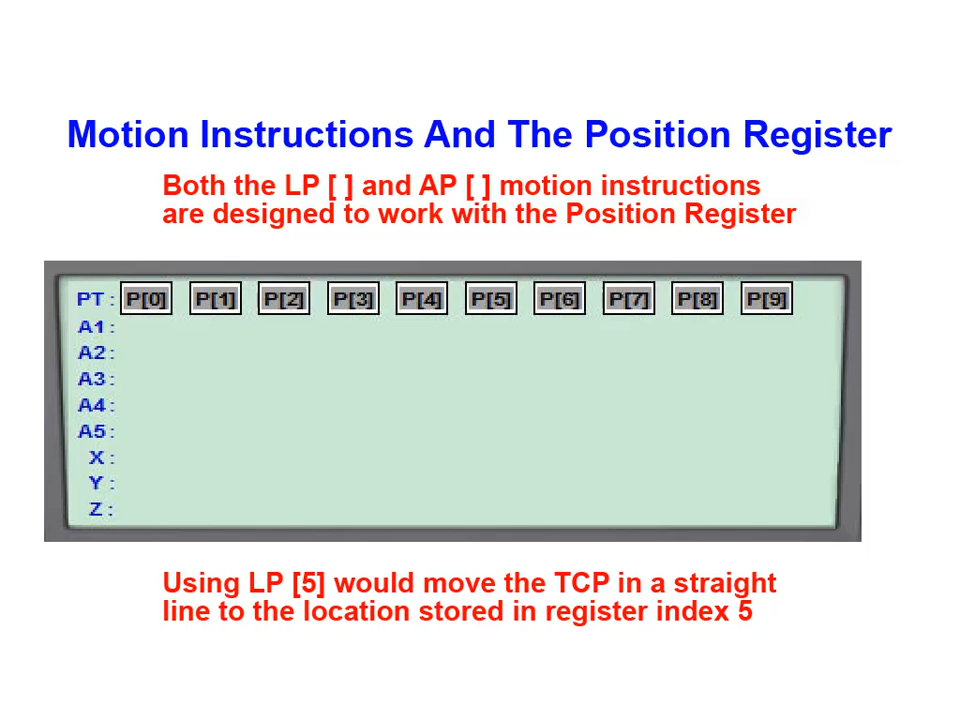 Motion Instructions And The Position Register
Both the LP [ ] and AP [ ] motion instructions
are designed to work with the Position Register
PT : P[0] P[1] P[2] P[3] P[4] P[5] P[6] P[7] P[8] P[9]
A1 :
A2 :
A3 :
A4 :
A5 :
X :
Y :
Z :
Using LP [5] would move the TCP in a straight
line to the location stored in register index 5